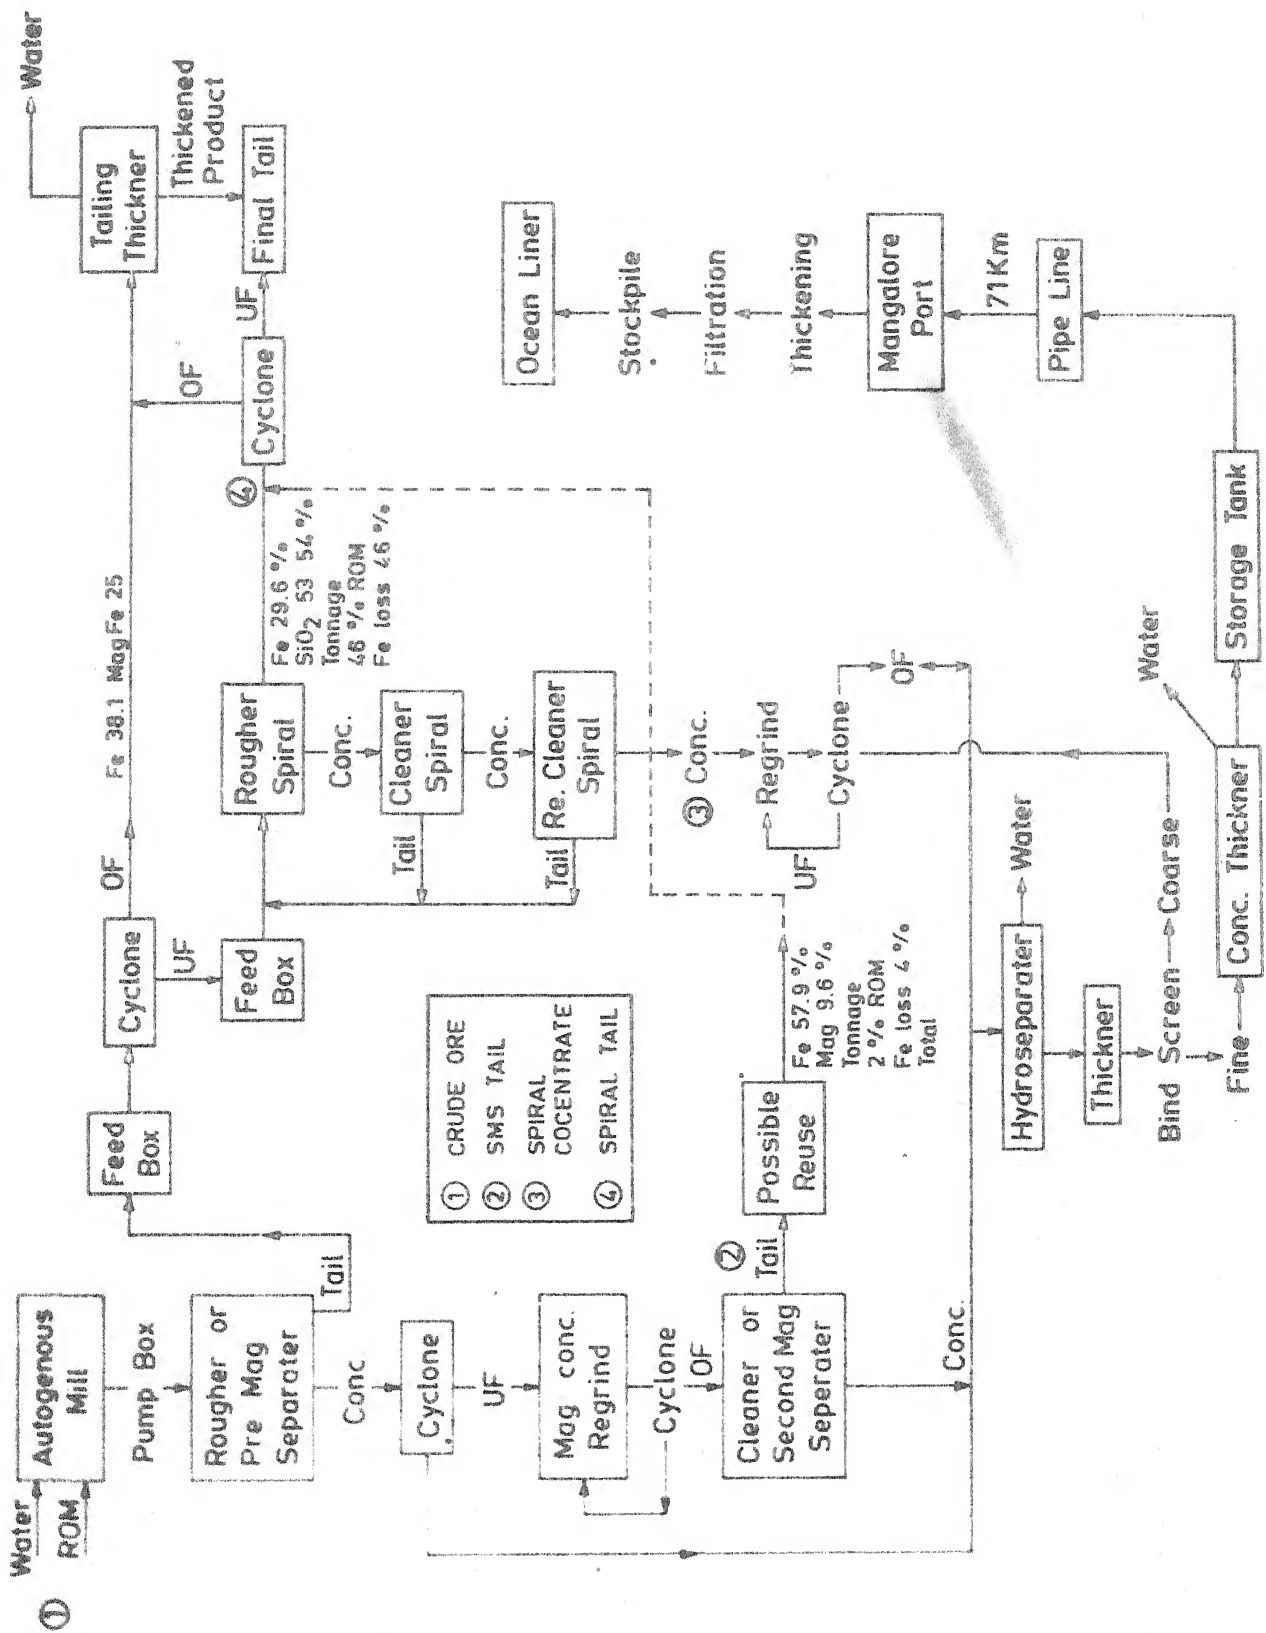 ①
Water
ROM
Autogenous
Mill
Pump Box
Rougher or
Pre Mag
Separater
Tail
Feed
Box
Cyclone
OF
Fe 38.1 MagFe 25
Tailing
Thickner
Water
Thickened
Product
Final Tail
UF
Cyclone
OF
④
UF
Feed
Box
Rougher
Spiral
Fe 29.6 %
SiO2 53 54 %
Tonnage
46 % ROM
Fe loss 46 %
Conc.
Cleaner
Spiral
Tail
Conc.
Re. Cleaner
Spiral
Tail
③ Conc.
Regrind
Cyclone
UF
OF
Conc
Cyclone
UF
Mag conc.
Regrind
Cyclone
OF
Cleaner or
Second Mag
Seperater
②
Tail
Possible
Reuse
Fe 57.9 %
Mag 9.6 %
Tonnage
2 % ROM
Fe loss 4 %
Total
Conc.
① CRUDE ORE
② SMS TAIL
③ SPIRAL
COCENTRATE
④ SPIRAL TAIL
Hydroseparater
Water
Thickner
Bind Screen
Coarse
Fine
Conc. Thickner
Water
Storage Tank
Pipe Line
71Km
Mangalore
Port
Thickening
Filtration
Stockpile
Ocean Liner